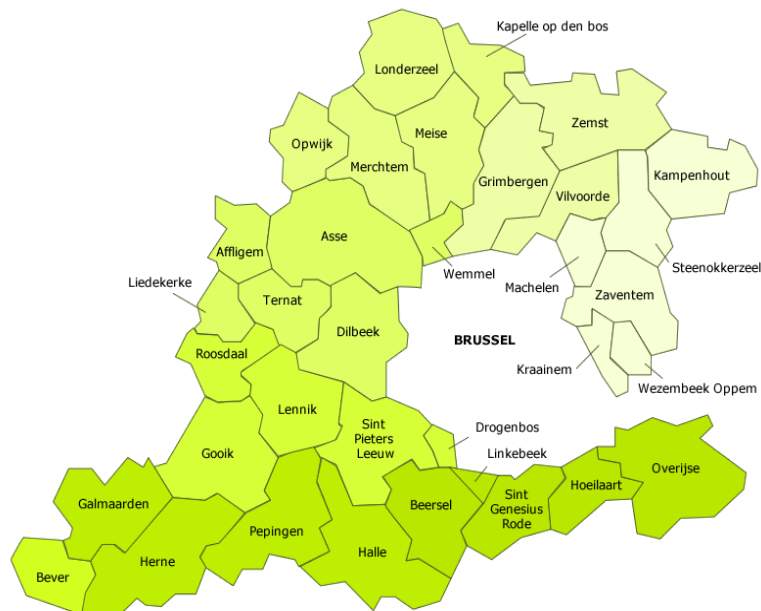 Kapelle op den bos
Londerzeel
Zemst
Meise
Opwijk
Merchtem
Kampenhout
Grimbergen
Vilvoorde
Asse
Affligem
Wemmel
Steenokkerzeel
Liedekerke
Machelen
Zaventem
Ternat
Dilbeek
BRUSSEL
Roosdaal
Kraainem
Wezembeek Oppem
Lennik
Sint
Pieters
Leeuw
Drogenbos
Gooik
Linkebeek
Overijse
Hoeilaart
Galmaarden
Beersel
Sint
Genesius
Rode
Pepingen
Halle
Herne
Bever